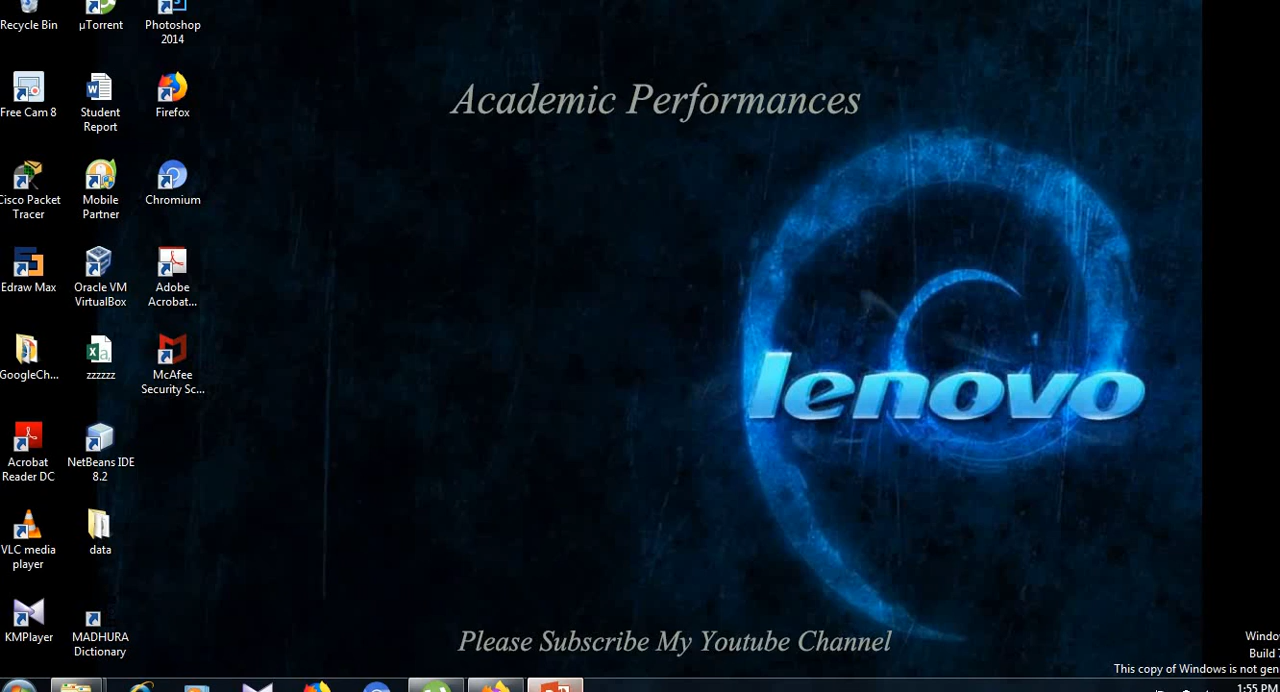 Recycle Bin
µTorrent
Photoshop
2014
Free Cam 8
Student
Report
Firefox
Cisco Packet
Tracer
Mobile
Partner
Chromium
Edraw Max
Oracle VM
VirtualBox
Adobe
Acrobat...
GoogleCh...
zzzzzz
McAfee
Security Sc...
Acrobat
Reader DC
NetBeans IDE
8.2
VLC media
player
data
KMPlayer
MADHURA
Dictionary
Academic Performances
lenovo
Please Subscribe My Youtube Channel
Windo
Build 7
This copy of Windows is not gen
1:55 PM